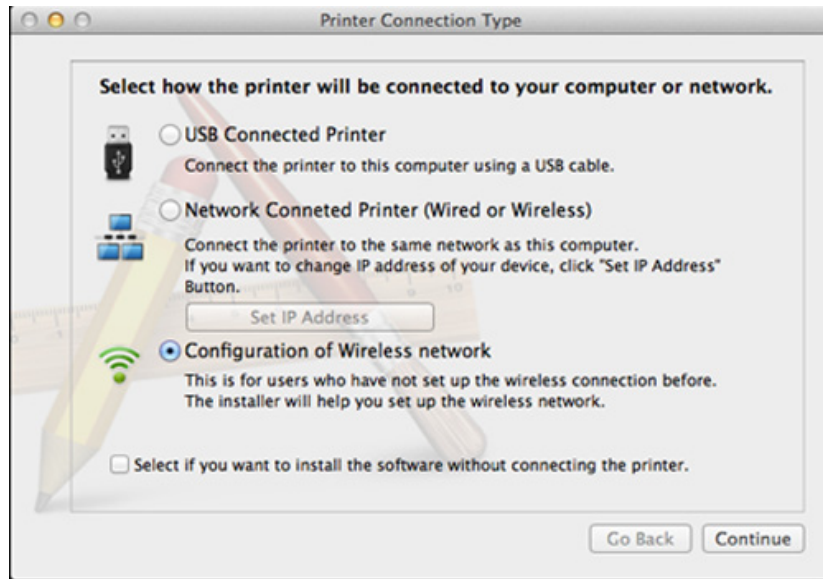 Printer Connection Type
Select how the printer will be connected to your computer or network.
USB Connected Printer
Connect the printer to this computer using a USB cable.
Network Conneted Printer (Wired or Wireless)
Connect the printer to the same network as this computer.
If you want to change IP address of your device, click "Set IP Address"
Button.
Set IP Address
Configuration of Wireless network
This is for users who have not set up the wireless connection before.
The installer will help you set up the wireless network.
Select if you want to install the software without connecting the printer.
Go Back
Continue